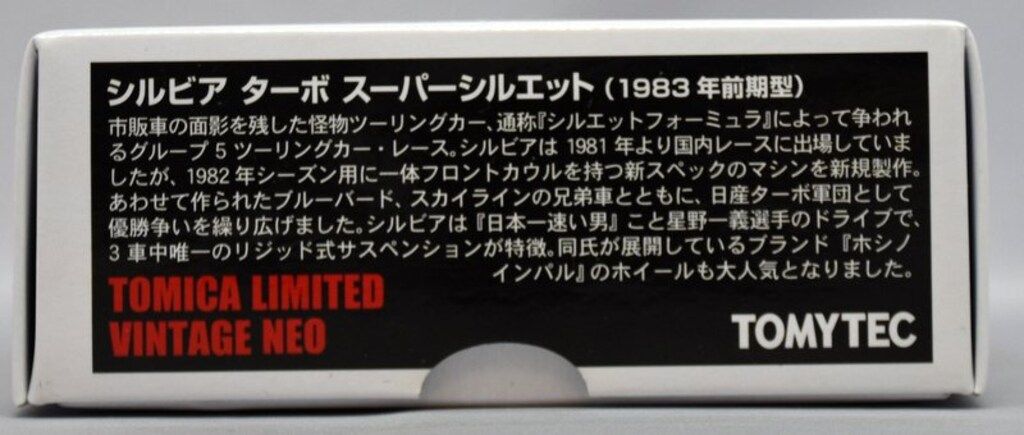 シルビア ターボ スーパーシルエット（1983 年前期型）
市販車の面影を残した怪物ツーリングカー、通称『シルエットフォーミュラ』によって争われ
るグループ 5 ツーリングカー・レース。シルビアは 1981 年より国内レースに出場していま
したが、1982 年シーズン用に一体フロントカウルを持つ新スペックのマシンを新規製作。
あわせて作られたブルーバード、スカイラインの兄弟車とともに、日産ターボ軍団として
優勝争いを繰り広げました。シルビアは『日本一速い男』こと星野一義選手のドライブで、
3 車中唯一のリジッド式サスペンションが特徴。同氏が展開しているブランド『ホシノ
インパル』のホイールも大人気となりました。
TOMICA LIMITED
VINTAGE NEO
TOMYTEC